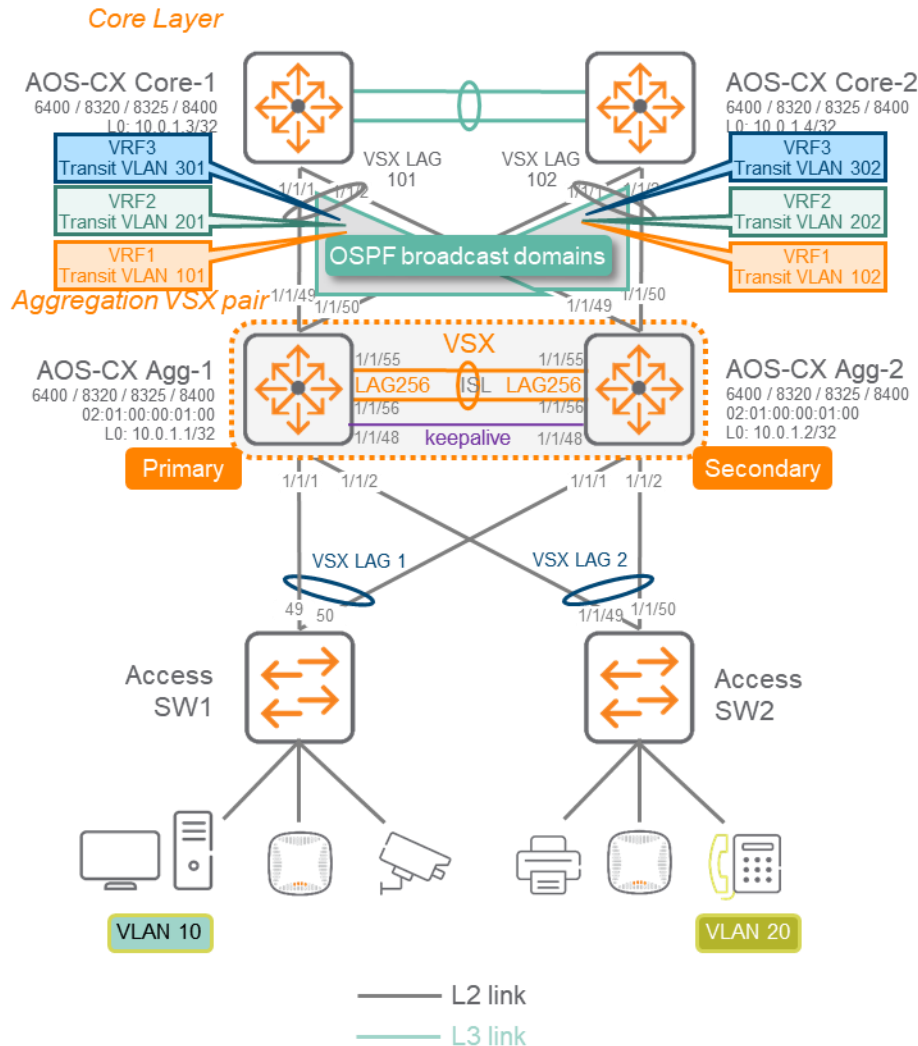 Core Layer
AOS-CX Core-1
6400 / 8320 / 8325 / 8400
L0: 10.0.1.3/32
AOS-CX Core-2
6400 / 8320 / 8325 / 8400
L0: 10.0.1.4/32
VRF3
Transit VLAN 301
VRF2
Transit VLAN 201
VRF1
Transit VLAN 101
VSX LAG
101
VSX LAG
102
1/1/1
1/1/2
1/1/1
1/1/2
VRF3
Transit VLAN 302
VRF2
Transit VLAN 202
VRF1
Transit VLAN 102
OSPF broadcast domains
Aggregation VSX pair
1/1/49
1/1/50
1/1/49
1/1/50
VSX
AOS-CX Agg-1
6400 / 8320 / 8325 / 8400
02:01:00:00:01:00
L0: 10.0.1.1/32
1/1/55
1/1/55
LAG256
ISL
LAG256
1/1/56
1/1/56
keepalive
1/1/48
1/1/48
AOS-CX Agg-2
6400 / 8320 / 8325 / 8400
02:01:00:00:01:00
L0: 10.0.1.2/32
Primary
Secondary
1/1/1
1/1/2
1/1/1
1/1/2
VSX LAG 1
VSX LAG 2
49
50
1/1/49
1/1/50
Access
SW1
Access
SW2
VLAN 10
VLAN 20
L2 link
L3 link